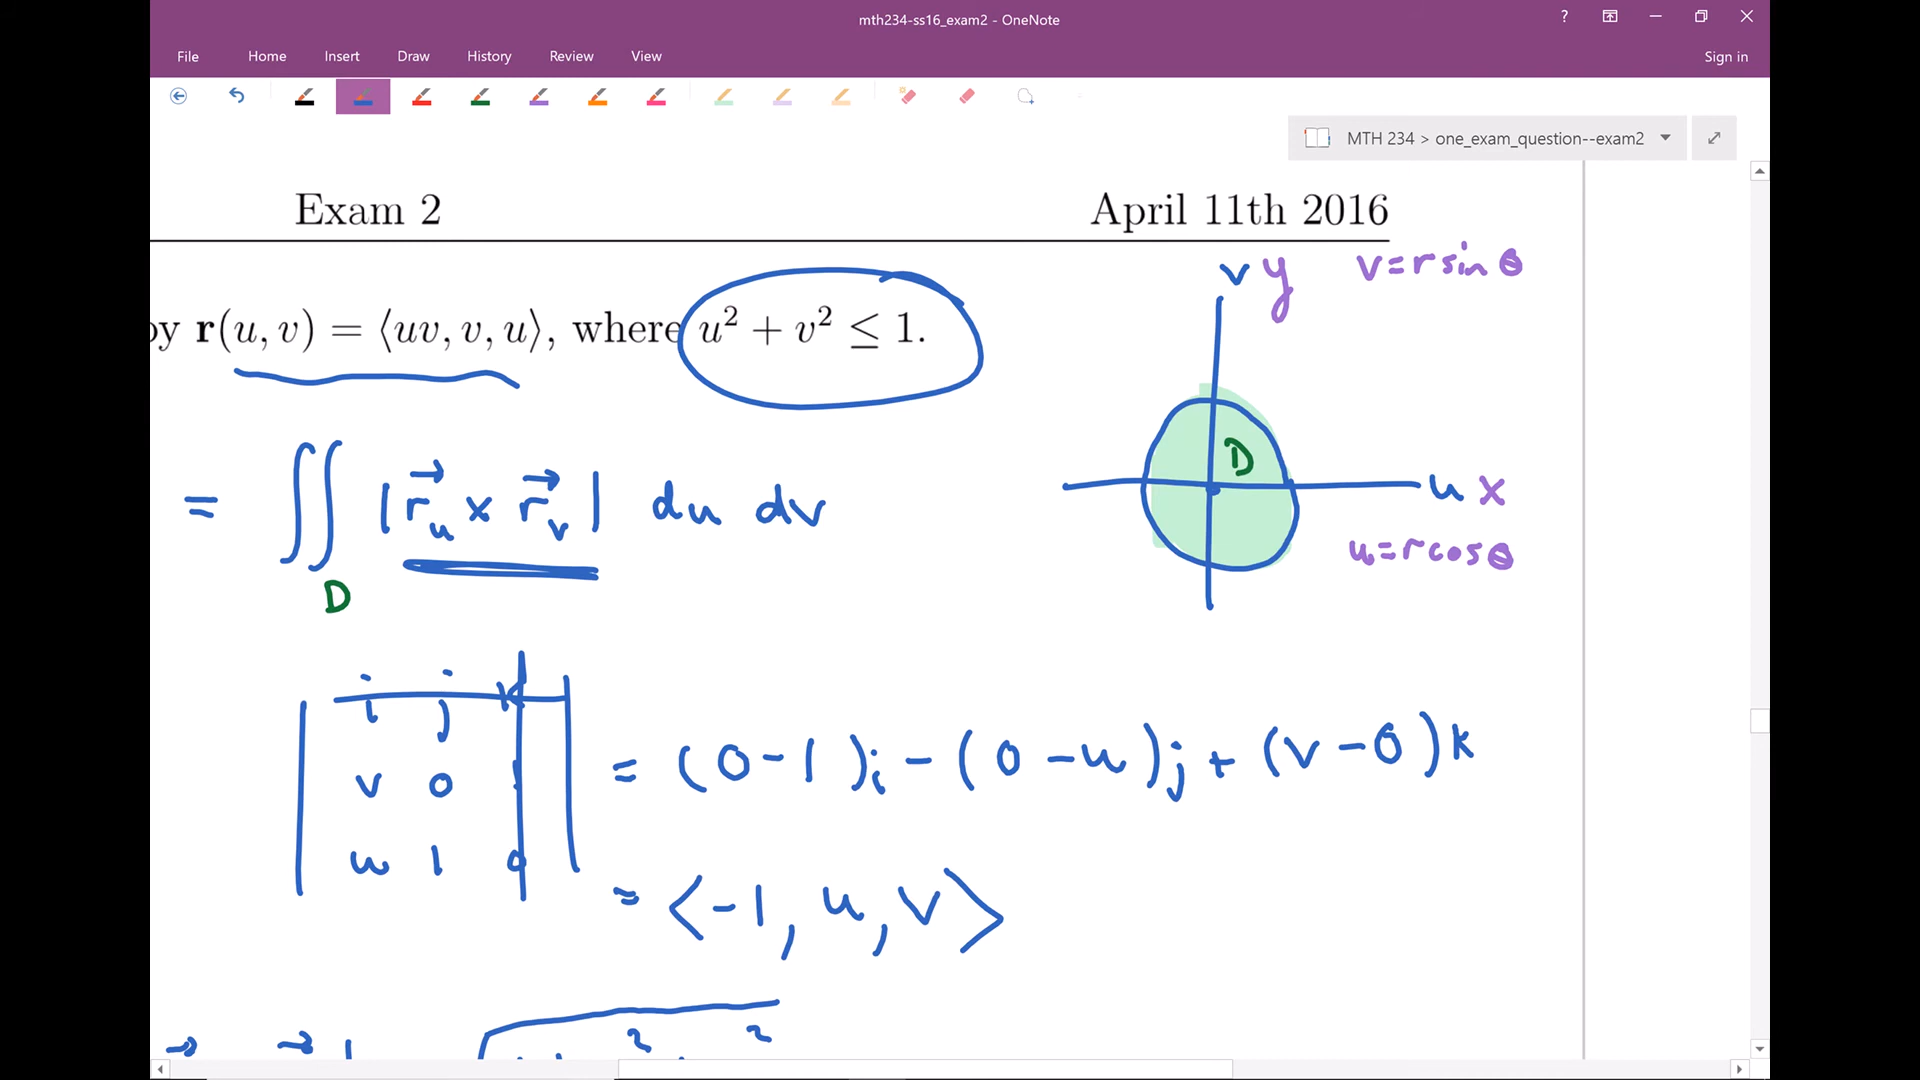 mth234-ss16_exam2 - OneNote
?
File Home Insert Draw History Review View
Sign in
MTH 234 > one_exam_question--exam2
Exam 2 April 11th 2016
v y v = r sin θ
by r(u, v) = ⟨uv, v, u⟩, where u² + v² ≤ 1.
D
u x
= ∬ | r⃗ᵤ × r⃗ᵥ | du dv
D
u = r cos θ
i j k
v 0 1 = (0 - 1)i - (0 - u)j + (v - 0)k
u 1 0
= < -1, u, v >
2 2